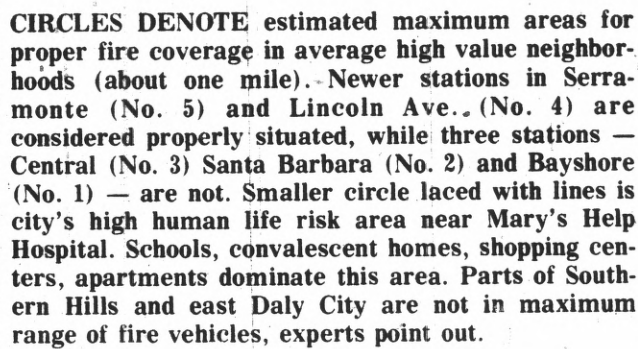 CIRCLES DENOTE estimated maximum areas for
proper fire coverage in average high value neighbor-
hoods (about one mile). Newer stations in Serra-
monte (No. 5) and Lincoln Ave.. (No. 4) are
considered properly situated, while three stations —
Central (No. 3) Santa Barbara (No. 2) and Bayshore
(No. 1) — are not. Smaller circle laced with lines is
city's high human life risk area near Mary's Help
Hospital. Schools, convalescent homes, shopping cen-
ters, apartments dominate this area. Parts of South-
ern Hills and east Daly City are not in maximum
range of fire vehicles, experts point out.